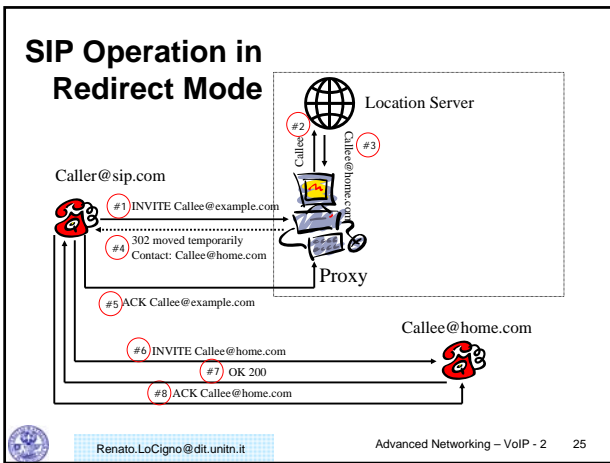 SIP Operation in
Redirect Mode
Location Server
#2
Callee
Callee@home.com
#3
Caller@sip.com
#1 INVITE Callee@example.com
#4 302 moved temporarily
Contact: Callee@home.com
Proxy
#5 ACK Callee@example.com
Callee@home.com
#6 INVITE Callee@home.com
#7 OK 200
#8 ACK Callee@home.com
Renato.LoCigno@dit.unitn.it
Advanced Networking – VoIP - 2 25